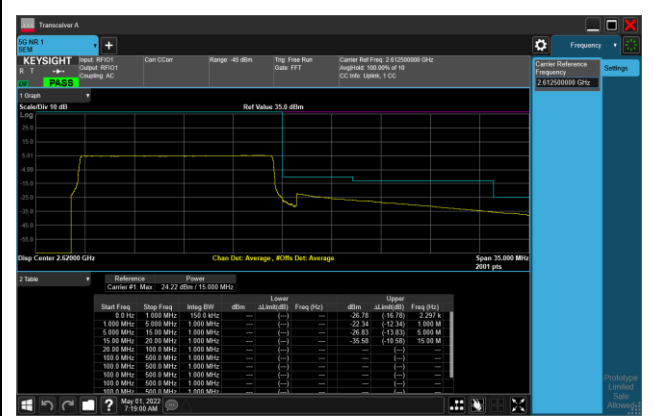 Transceiver A
5G NR 1
SEM
Frequency
KEYSIGHT
R T
PASS
Input: RFIO1
Output: RFIO1
Coupling: AC
Corr CCorr
Range: -45 dBm
Trig: Free Run
Gate: FFT
Carrier Ref Freq: 2.612500000 GHz
Avg|Hold: 100.00% of 10
CC Info: Uplink, 1 CC
Carrier Reference
Frequency
2.612500000 GHz
Settings
1 Graph
Scale/Div 10 dB
Ref Value 35.0 dBm
Log
25.0
15.0
5.01
-4.99
-15.0
-25.0
-35.0
-45.0
-55.0
Disp Center 2.62000 GHz
Chan Det: Average , #Offs Det: Average
Span 35.000 MHz
2001 pts
2 Table
Reference Power
Carrier #1 Max 24.22 dBm / 15.000 MHz
Lower Upper
Start Freq Stop Freq Integ BW dBm ΔLimit(dB) Freq (Hz) dBm ΔLimit(dB) Freq (Hz)
0.0 Hz 1.000 MHz 150.0 kHz --- (---) --- -26.78 (-16.78) 2.297 k
1.000 MHz 5.000 MHz 1.000 MHz --- (---) --- -22.34 (-12.34) 1.000 M
5.000 MHz 15.00 MHz 1.000 MHz --- (---) --- -26.83 (-13.83) 5.000 M
15.00 MHz 20.00 MHz 1.000 MHz --- (---) --- -35.58 (-10.58) 15.00 M
20.00 MHz 100.0 MHz 1.000 MHz --- (---) --- --- (---) ---
100.0 MHz 500.0 MHz 1.000 MHz --- (---) --- --- (---) ---
100.0 MHz 500.0 MHz 1.000 MHz --- (---) --- --- (---) ---
100.0 MHz 500.0 MHz 1.000 MHz --- (---) --- --- (---) ---
100.0 MHz 500.0 MHz 1.000 MHz --- (---) --- --- (---) ---
Prototype
Limited
Sale
Allowed
May 01, 2022
7:19:00 AM